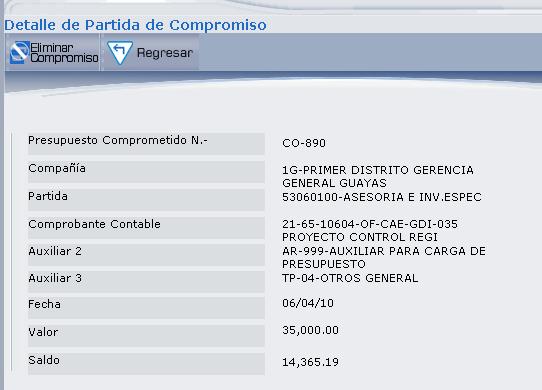 Detalle de Partida de Compromiso
Eliminar
Compromiso
Regresar
Presupuesto Comprometido N.- CO-890
Compañía 1G-PRIMER DISTRITO GERENCIA
GENERAL GUAYAS
Partida 53060100-ASESORIA E INV.ESPEC
Comprobante Contable 21-65-10604-OF-CAE-GDI-035
PROYECTO CONTROL REGI
Auxiliar 2 AR-999-AUXILIAR PARA CARGA DE
PRESUPUESTO
Auxiliar 3 TP-04-OTROS GENERAL
Fecha 06/04/10
Valor 35,000.00
Saldo 14,365.19